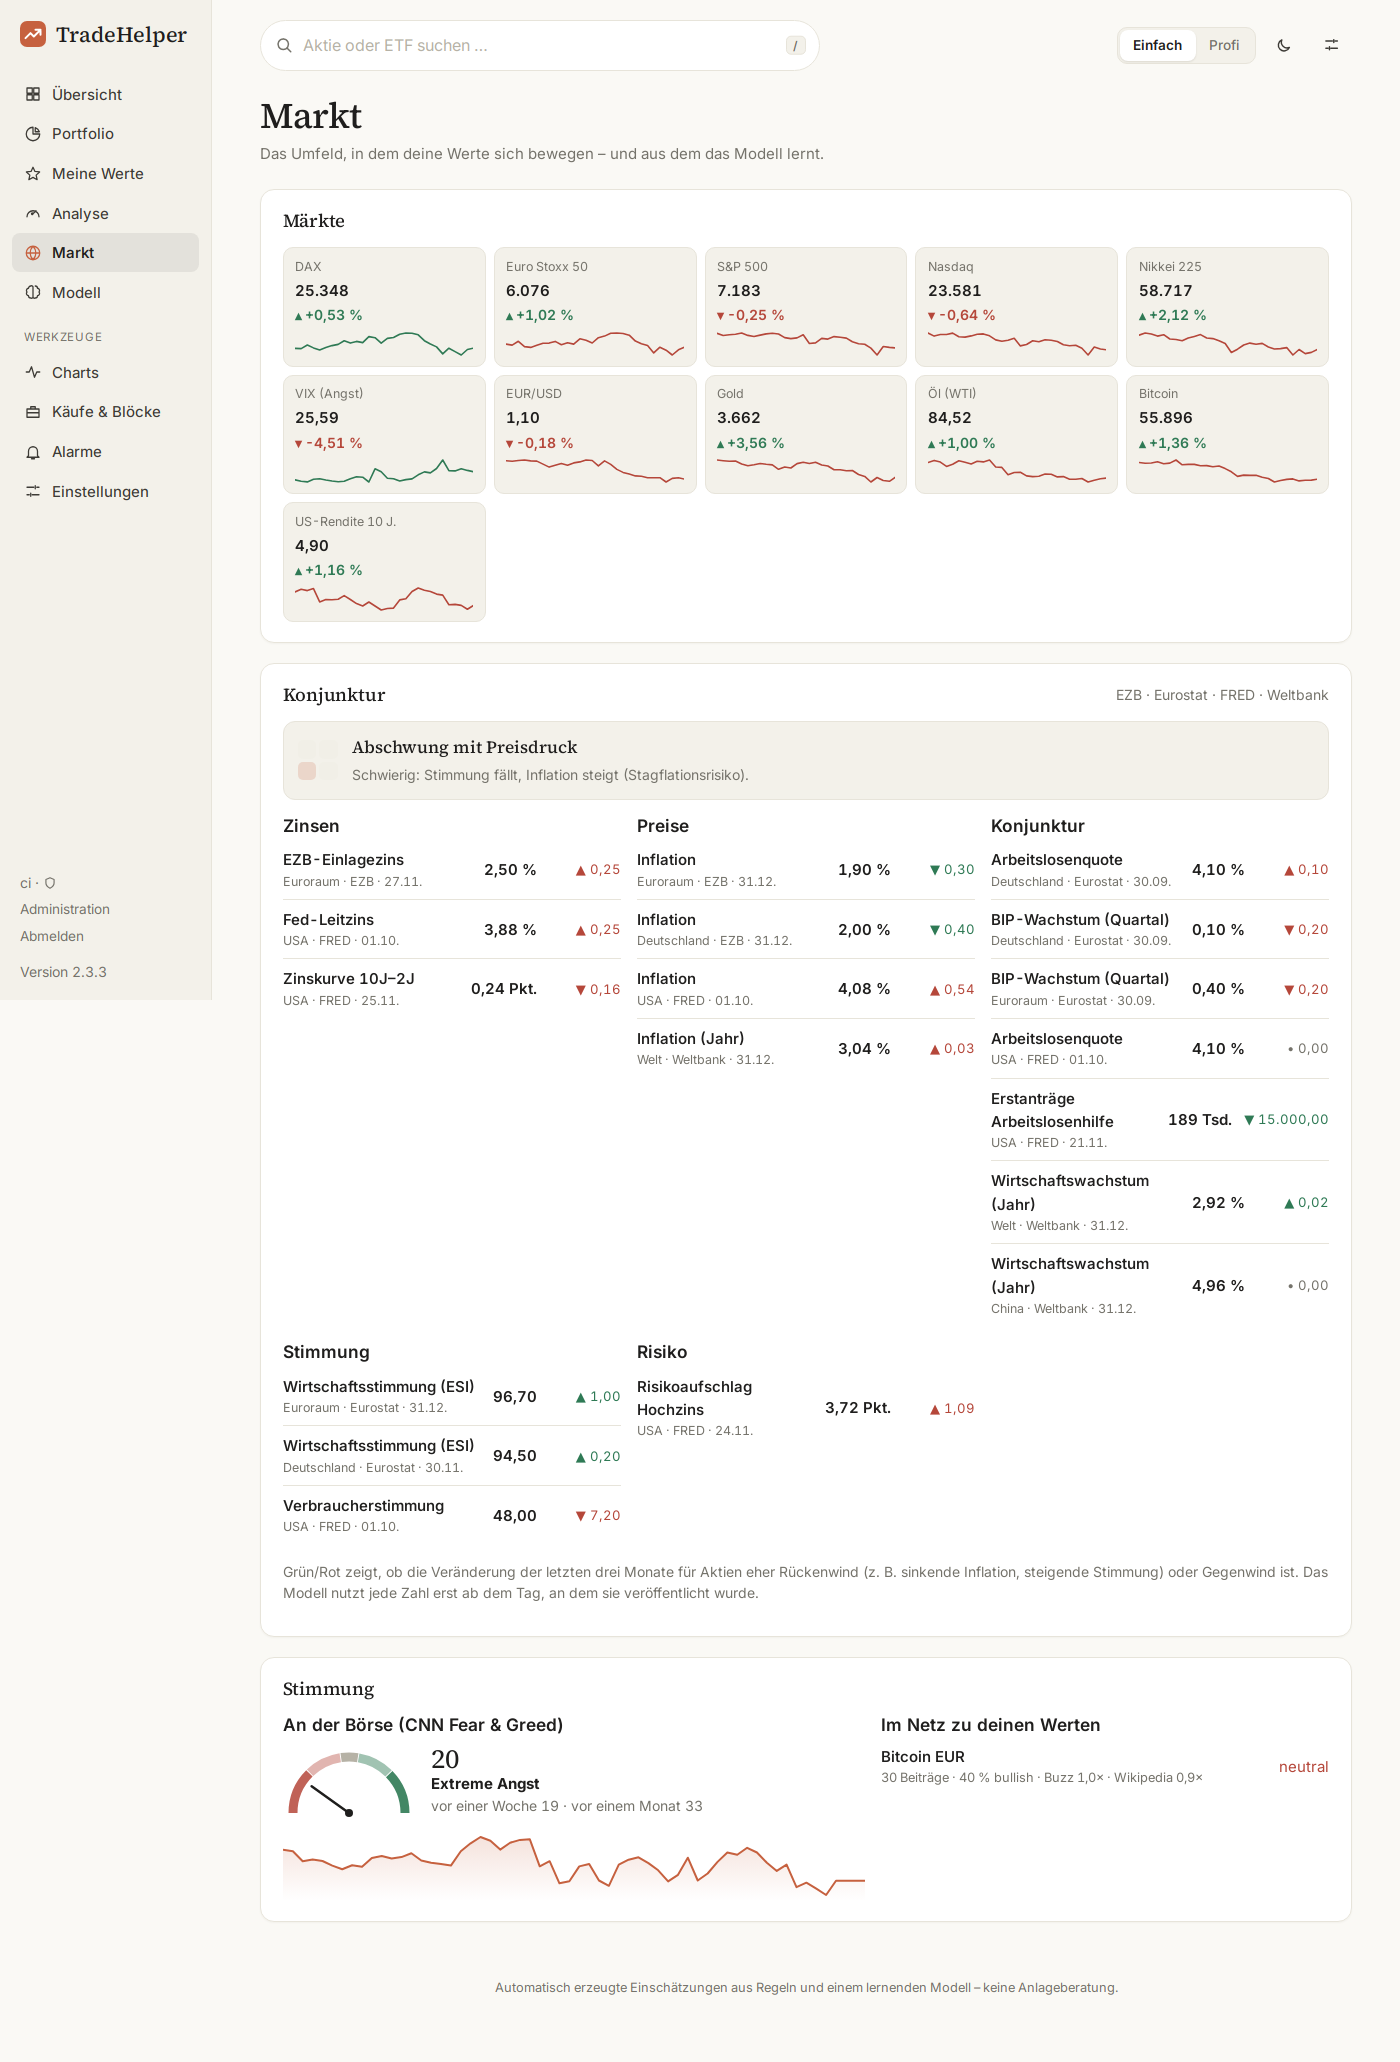 TradeHelper
Übersicht
Portfolio
Meine Werte
Analyse
Markt
Modell
WERKZEUGE
Charts
Käufe & Blöcke
Alarme
Einstellungen
ci ·
Administration
Abmelden
Version 2.3.3
Aktie oder ETF suchen ...
/
Einfach
Profi
Markt
Das Umfeld, in dem deine Werte sich bewegen – und aus dem das Modell lernt.
Märkte
DAX
25.348
▲+0,53 %
Euro Stoxx 50
6.076
▲+1,02 %
S&P 500
7.183
▼ -0,25 %
Nasdaq
23.581
▼ -0,64 %
Nikkei 225
58.717
▲+2,12 %
VIX (Angst)
25,59
▼ -4,51 %
EUR/USD
1,10
▼ -0,18 %
Gold
3.662
▲+3,56 %
Öl (WTI)
84,52
▲+1,00 %
Bitcoin
55.896
▲+1,36 %
US-Rendite 10 J.
4,90
▲+1,16 %
Konjunktur
EZB · Eurostat · FRED · Weltbank
Abschwung mit Preisdruck
Schwierig: Stimmung fällt, Inflation steigt (Stagflationsrisiko).
Zinsen
EZB-Einlagezins
2,50 %
▲ 0,25
Euroraum · EZB · 27.11.
Fed-Leitzins
3,88 %
▲ 0,25
USA · FRED · 01.10.
Zinskurve 10J–2J
0,24 Pkt.
▼ 0,16
USA · FRED · 25.11.
Preise
Inflation
1,90 %
▼ 0,30
Euroraum · EZB · 31.12.
Inflation
2,00 %
▼ 0,40
Deutschland · EZB · 31.12.
Inflation
4,08 %
▲ 0,54
USA · FRED · 01.10.
Inflation (Jahr)
3,04 %
▲ 0,03
Welt · Weltbank · 31.12.
Konjunktur
Arbeitslosenquote
4,10 %
▲ 0,10
Deutschland · Eurostat · 30.09.
BIP-Wachstum (Quartal)
0,10 %
▼ 0,20
Deutschland · Eurostat · 30.09.
BIP-Wachstum (Quartal)
0,40 %
▼ 0,20
Euroraum · Eurostat · 30.09.
Arbeitslosenquote
4,10 %
• 0,00
USA · FRED · 01.10.
Erstanträge
Arbeitslosenhilfe
189 Tsd.
▼ 15.000,00
USA · FRED · 21.11.
Wirtschaftswachstum
(Jahr)
2,92 %
▲ 0,02
Welt · Weltbank · 31.12.
Wirtschaftswachstum
(Jahr)
4,96 %
• 0,00
China · Weltbank · 31.12.
Stimmung
Wirtschaftsstimmung (ESI)
96,70
▲ 1,00
Euroraum · Eurostat · 31.12.
Wirtschaftsstimmung (ESI)
94,50
▲ 0,20
Deutschland · Eurostat · 30.11.
Verbraucherstimmung
48,00
▼ 7,20
USA · FRED · 01.10.
Risiko
Risikoaufschlag
Hochzins
3,72 Pkt.
▲ 1,09
USA · FRED · 24.11.
Grün/Rot zeigt, ob die Veränderung der letzten drei Monate für Aktien eher Rückenwind (z. B. sinkende Inflation, steigende Stimmung) oder Gegenwind ist. Das
Modell nutzt jede Zahl erst ab dem Tag, an dem sie veröffentlicht wurde.
Stimmung
An der Börse (CNN Fear & Greed)
20
Extreme Angst
vor einer Woche 19 · vor einem Monat 33
Im Netz zu deinen Werten
Bitcoin EUR
30 Beiträge · 40 % bullish · Buzz 1,0× · Wikipedia 0,9×
neutral
Automatisch erzeugte Einschätzungen aus Regeln und einem lernenden Modell – keine Anlageberatung.